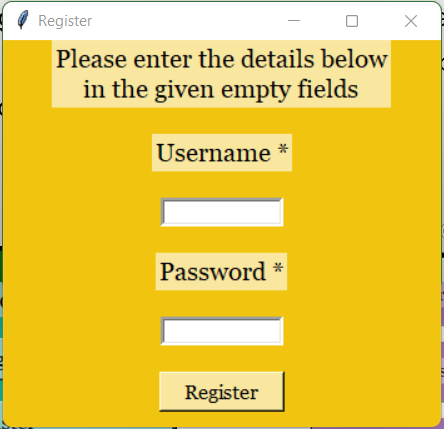 Register
Please enter the details below
in the given empty fields
Username *
Password *
Register